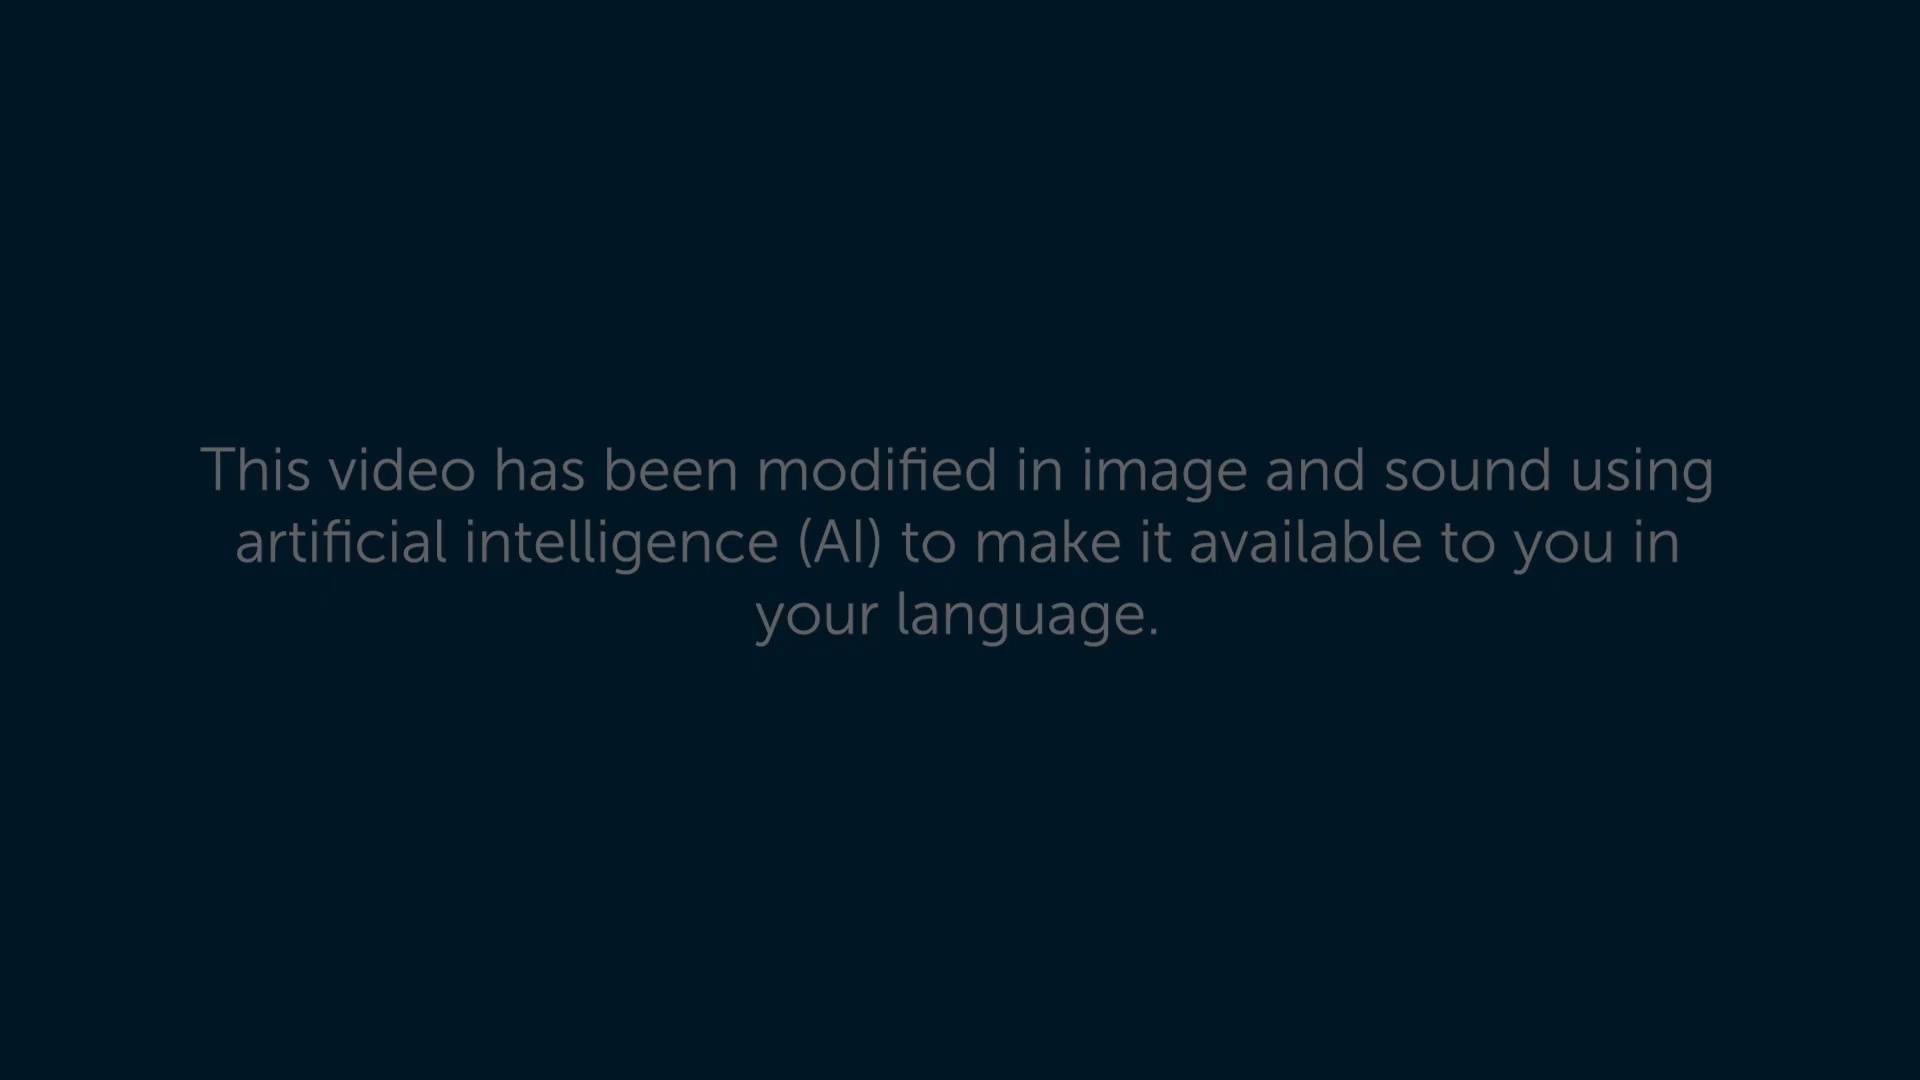 This video has been modified in image and sound using
artificial intelligence (AI) to make it available to you in
your language.